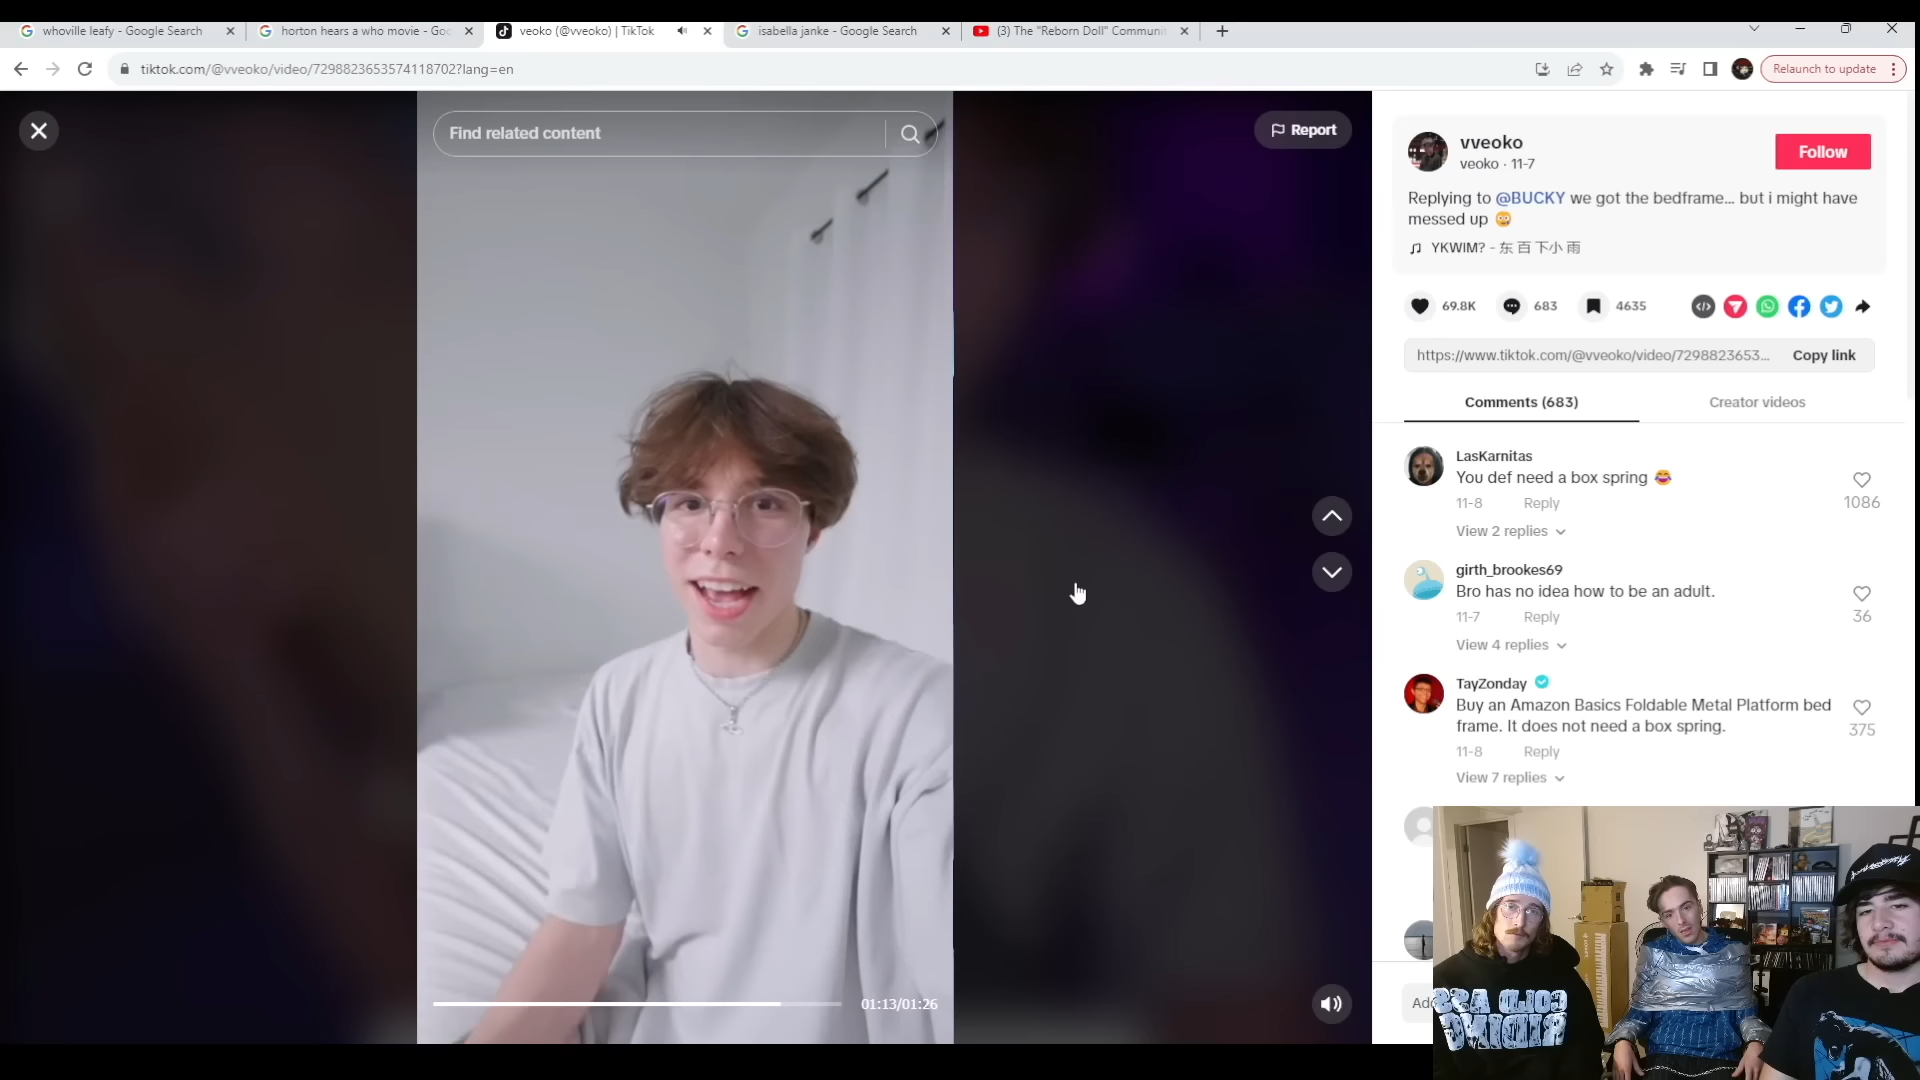 whoville leafy - Google Search
horton hears a who movie - Goo
veoko (@vveoko) | TikTok
isabella janke - Google Search
(3) The "Reborn Doll" Communit
tiktok.com/@vveoko/video/7298823653574118702?lang=en
Relaunch to update
Find related content
Report
vveoko
veoko · 11-7
Follow
Replying to @BUCKY we got the bedframe... but i might have
messed up
YKWIM? - 东 百 下小 雨
69.8K
683
4635
https://www.tiktok.com/@vveoko/video/7298823653...
Copy link
Comments (683)
Creator videos
LasKarnitas
You def need a box spring
1086
11-8 Reply
View 2 replies
girth_brookes69
Bro has no idea how to be an adult.
36
11-7 Reply
View 4 replies
TayZonday
Buy an Amazon Basics Foldable Metal Platform bed
frame. It does not need a box spring.
375
11-8 Reply
View 7 replies
Add
COLD ASS
RIDING
01:13/01:26